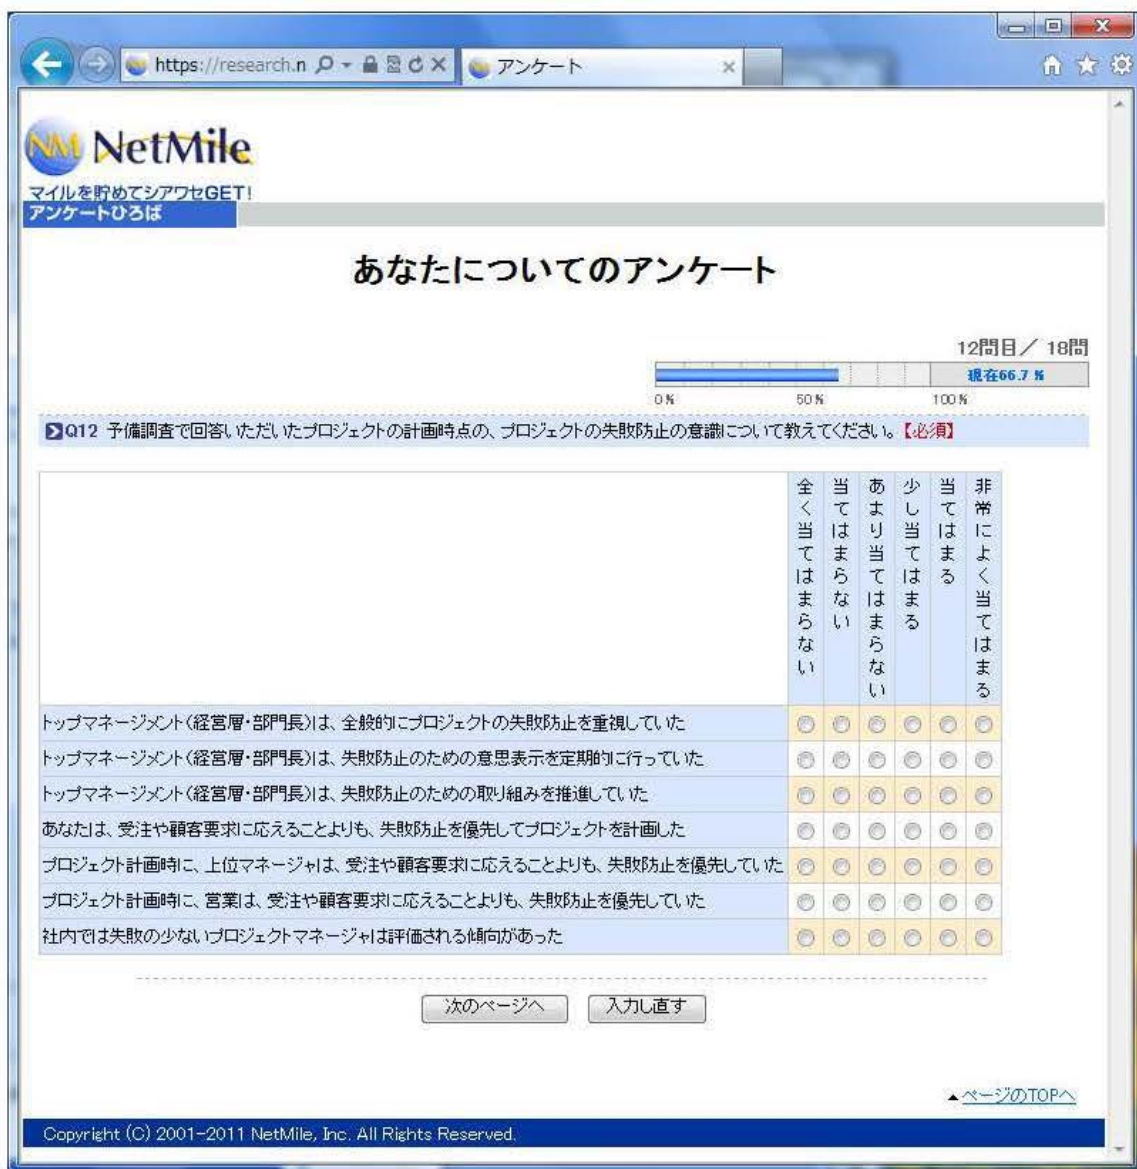 https://research.n
アンケート
NM NetMile
マイルを貯めてシアワセGET!
アンケートひろば
あなたについてのアンケート
12問目／ 18問
現在66.7 %
0% 50% 100%
Q12 予備調査で回答いただいたプロジェクトの計画時点の、プロジェクトの失敗防止の意識について教えてください。【必須】
全く当てはまらない
当てはまらない
あまり当てはまらない
少し当てはまる
当てはまる
非常によく当てはまる
トップマネージメント(経営層・部門長)は、全般的にプロジェクトの失敗防止を重視していた
トップマネージメント(経営層・部門長)は、失敗防止のための意思表示を定期的に行っていた
トップマネージメント(経営層・部門長)は、失敗防止のための取り組みを推進していた
あなたは、受注や顧客要求に応えることよりも、失敗防止を優先してプロジェクトを計画した
プロジェクト計画時に、上位マネージャは、受注や顧客要求に応えることよりも、失敗防止を優先していた
プロジェクト計画時に、営業は、受注や顧客要求に応えることよりも、失敗防止を優先していた
社内では失敗の少ないプロジェクトマネージャは評価される傾向があった
次のページへ 入力し直す
▲ページのTOPへ
Copyright (C) 2001-2011 NetMile, Inc. All Rights Reserved.